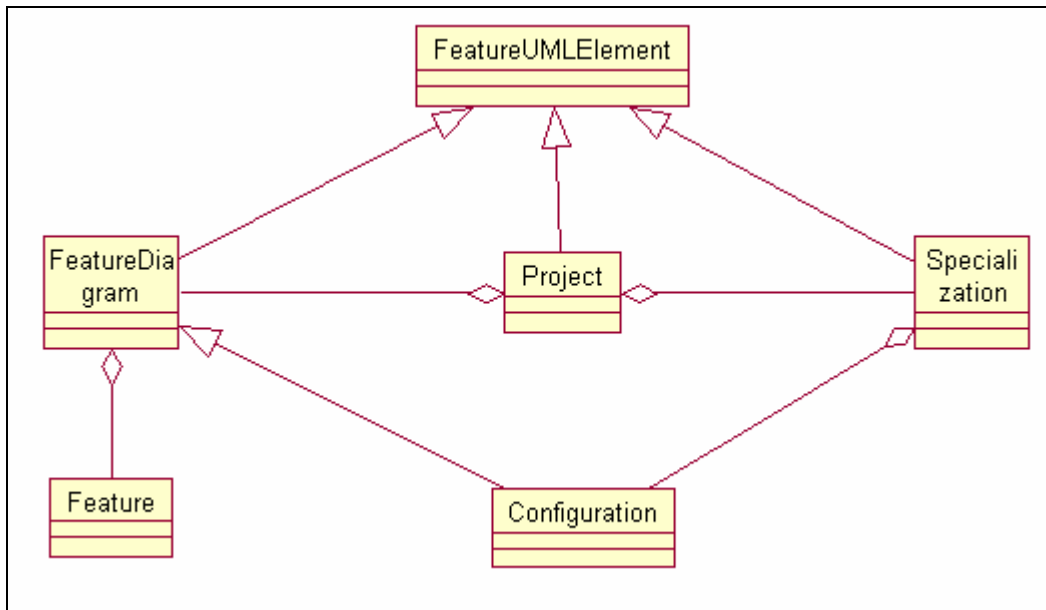 FeatureUMLElement
FeatureDia
gram
Project
Speciali
zation
Feature
Configuration